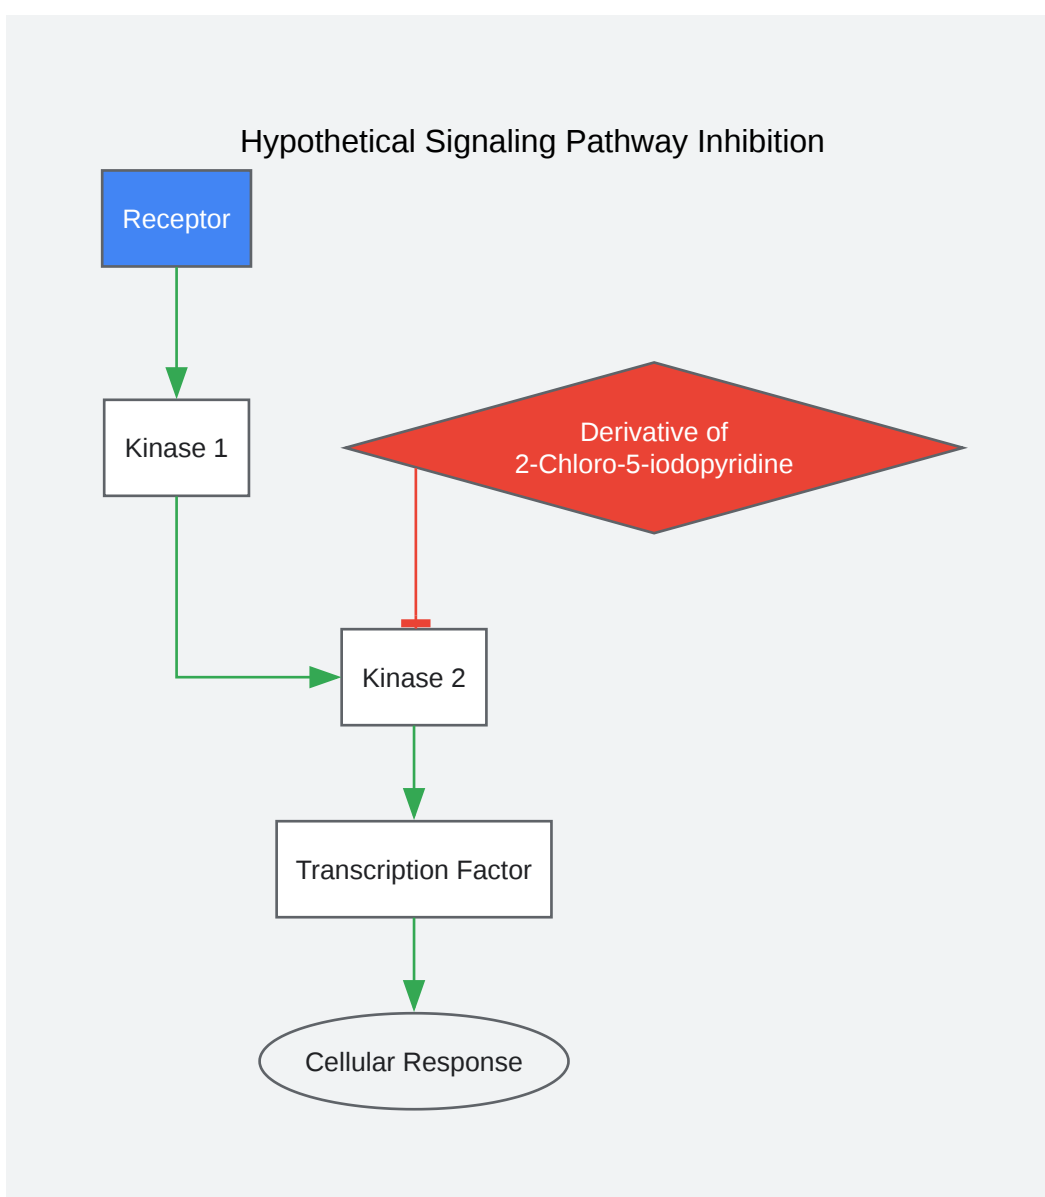 Hypothetical Signaling Pathway Inhibition
Receptor
Kinase 1
Derivative of
2-Chloro-5-iodopyridine
Kinase 2
Transcription Factor
Cellular Response